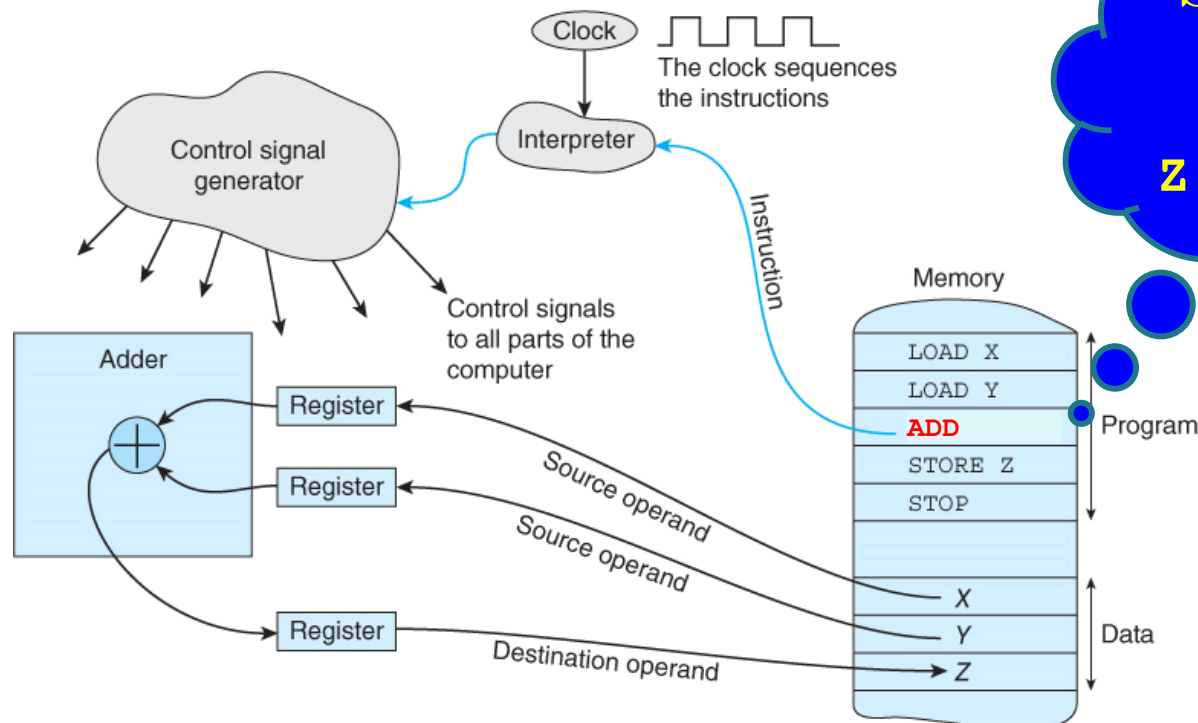 Clock
The clock sequences
the instructions
Interpreter
Control signal
generator
Z
Instruction
Control signals
to all parts of the
computer
Memory
Adder
LOAD X
LOAD Y
ADD
STORE Z
STOP
Program
Register
Register
Register
Source operand
Source operand
Destination operand
X
Y
Z
Data